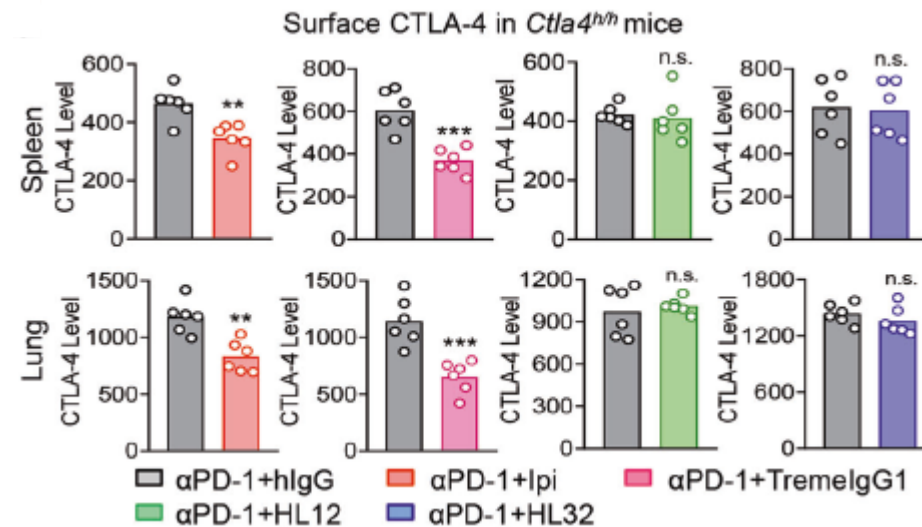 Surface CTLA-4 in Ctla4h/h mice
Spleen
CTLA-4 Level
600
400
200
0
**
CTLA-4 Level
800
600
400
200
0
***
CTLA-4 Level
600
400
200
0
n.s.
CTLA-4 Level
800
600
400
200
0
n.s.
Lung
CTLA-4 Level
1500
1000
500
0
**
CTLA-4 Level
1500
1000
500
0
***
CTLA-4 Level
1200
900
600
300
0
n.s.
CTLA-4 Level
1800
1200
600
0
n.s.
αPD-1+hIgG αPD-1+Ipi αPD-1+TremeIgG1
αPD-1+HL12 αPD-1+HL32